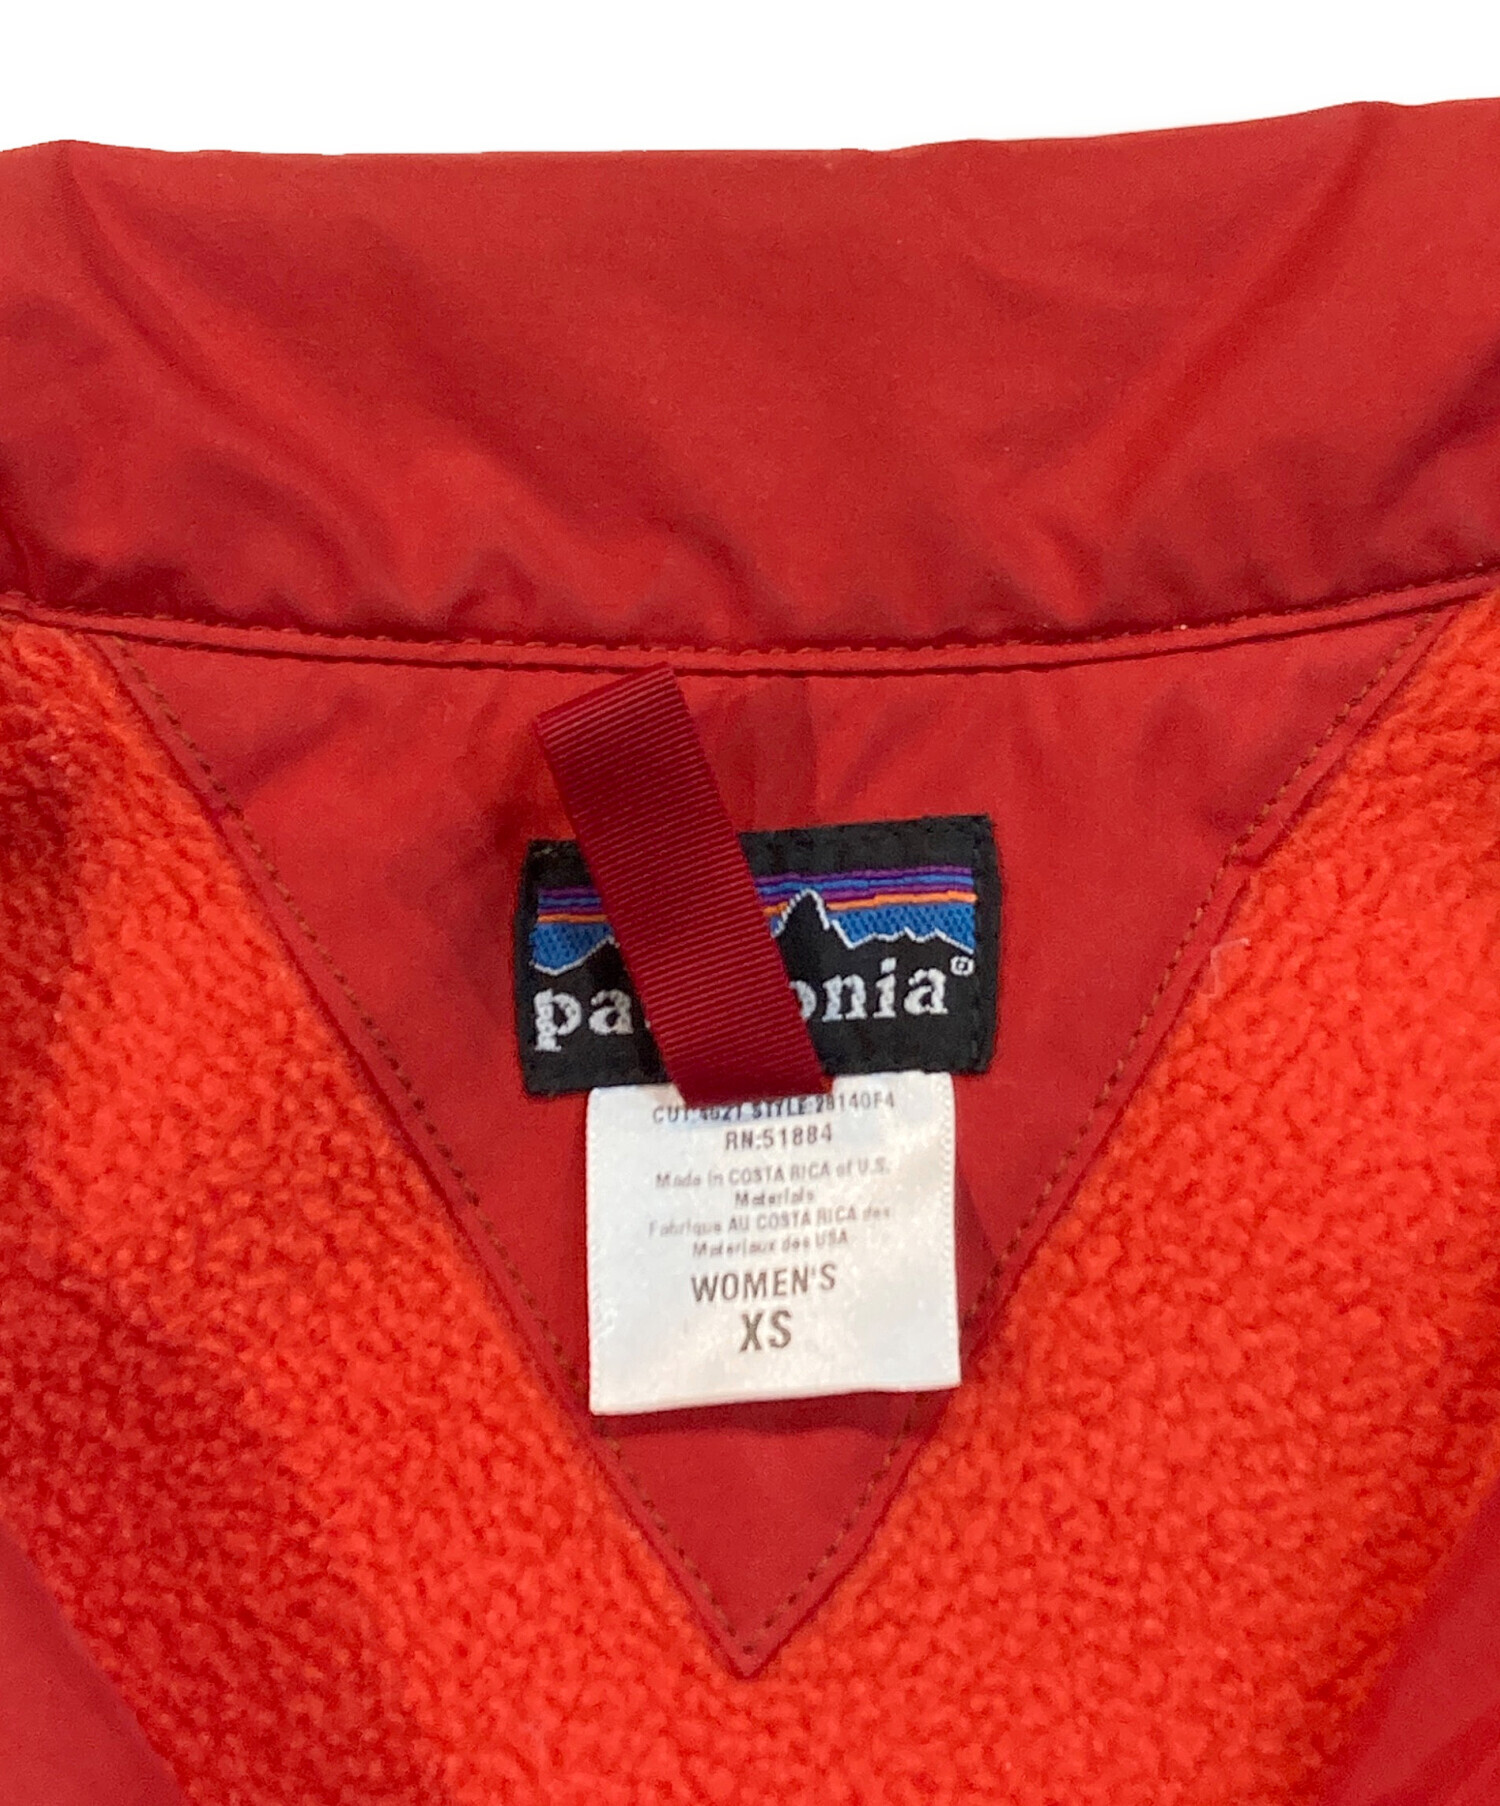 pa onia®
CUT:4021 STYLE:28140F4
RN:51884
Made in COSTA RICA of U.S.
Materials
Fabrique AU COSTA RICA des
Materiaux des USA
WOMEN'S
XS